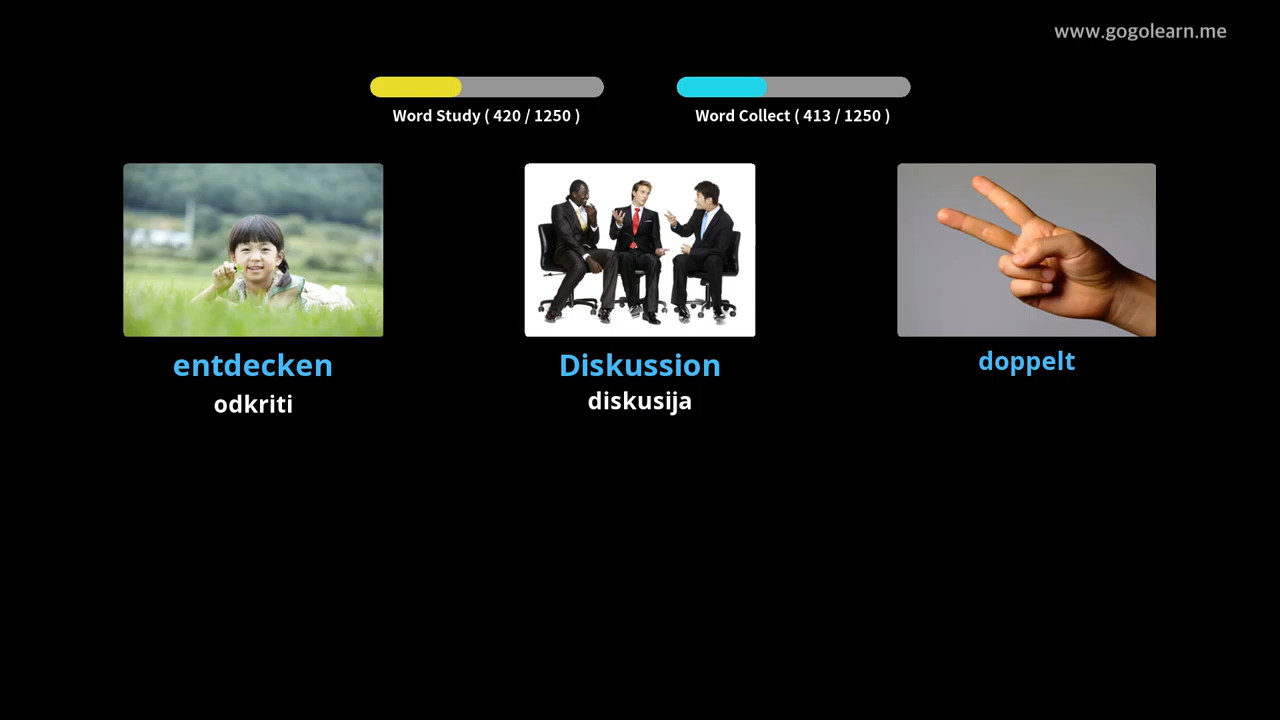 www.gogolearn.me
Word Study ( 420 / 1250 )
Word Collect ( 413 / 1250 )
entdecken
odkriti
Diskussion
diskusija
doppelt